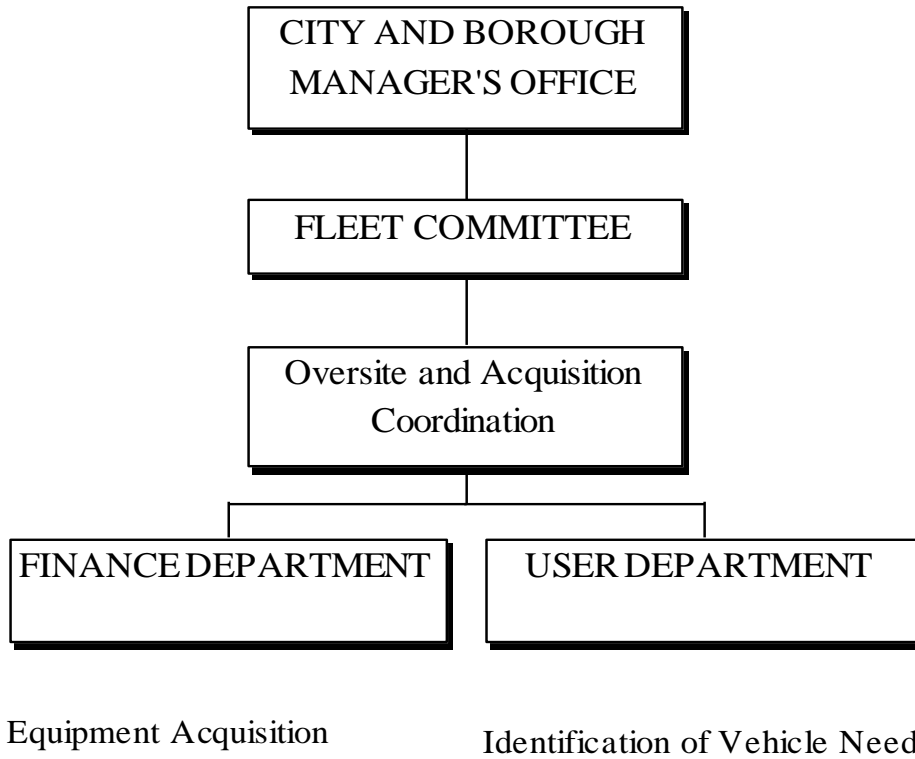 CITY AND BOROUGH
MANAGER'S OFFICE
FLEET COMMITTEE
Oversite and Acquisition
Coordination
FINANCE DEPARTMENT
USER DEPARTMENT
Equipment Acquisition
Identification of Vehicle Need